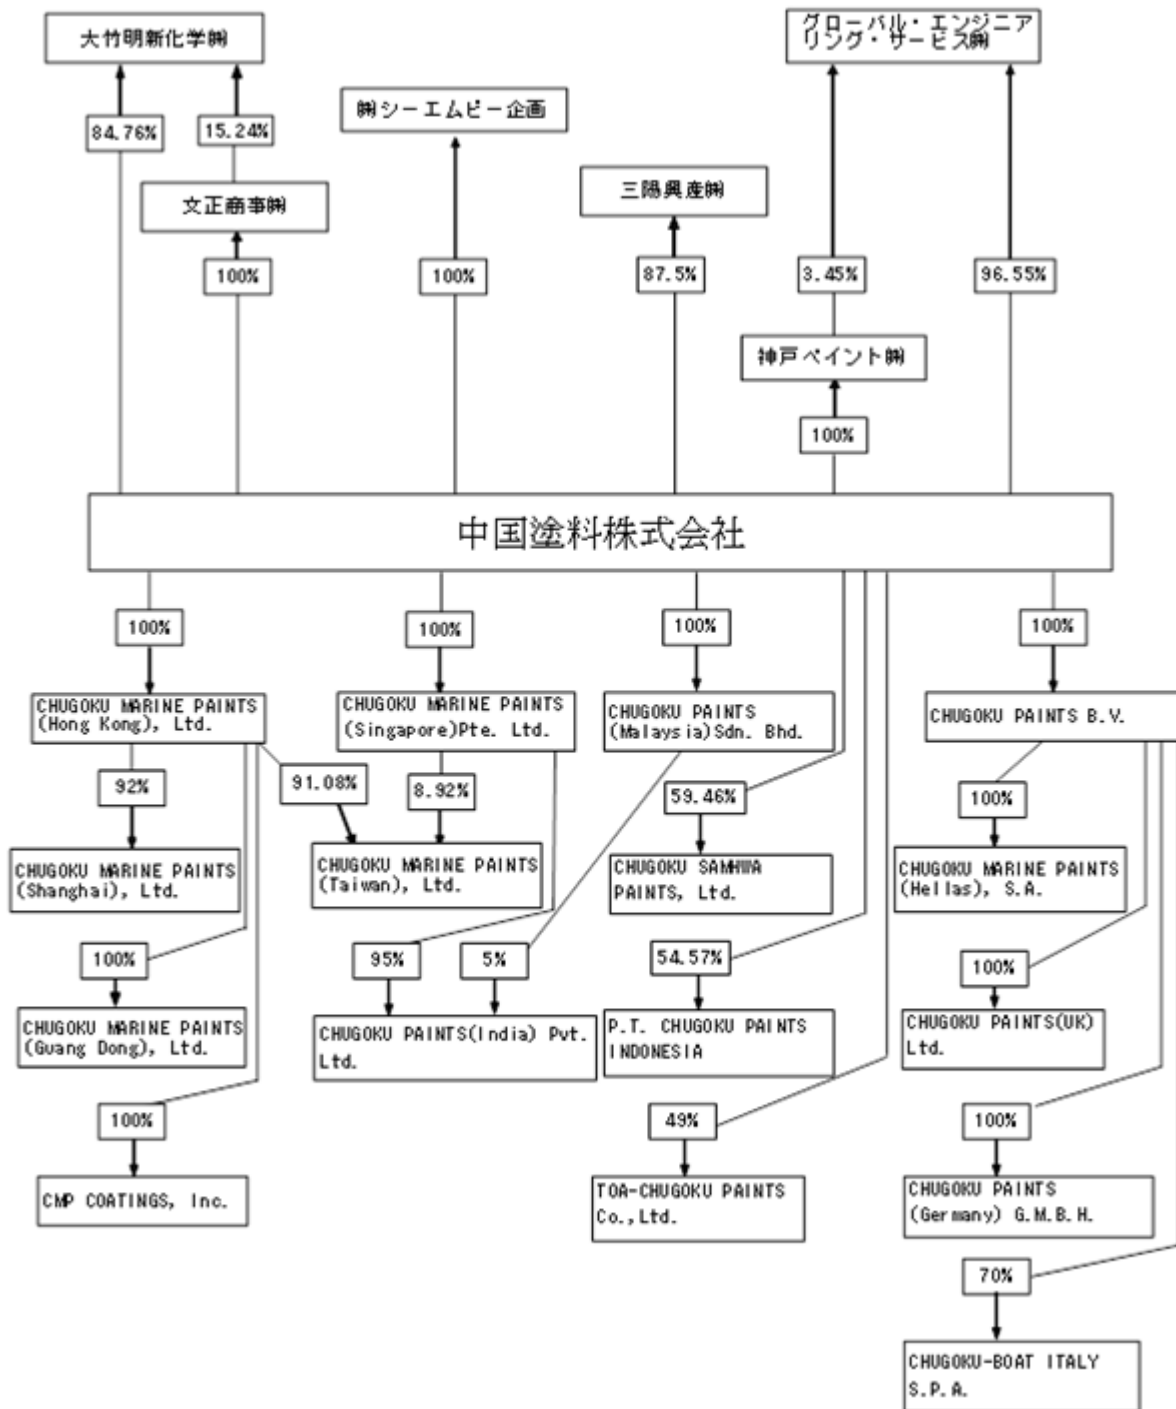 大竹明新化学㈱
グローバル・エンジニア
リング・サービス㈱
㈱シーエムピー企画
84.76%
15.24%
三陽興産㈱
文正商事㈱
100%
100%
87.5%
3.45%
96.55%
神戸ペイント㈱
100%
中国塗料株式会社
100%
100%
100%
100%
CHUGOKU MARINE PAINTS
(Hong Kong), Ltd.
CHUGOKU MARINE PAINTS
(Singapore)Pte. Ltd.
CHUGOKU PAINTS
(Malaysia)Sdn. Bhd.
CHUGOKU PAINTS B.V.
92%
91.08%
8.92%
59.46%
100%
CHUGOKU MARINE PAINTS
(Shanghai), Ltd.
CHUGOKU MARINE PAINTS
(Taiwan), Ltd.
CHUGOKU SAMHWA
PAINTS, Ltd.
CHUGOKU MARINE PAINTS
(Hellas), S.A.
100%
95%
5%
54.57%
100%
CHUGOKU MARINE PAINTS
(Guang Dong), Ltd.
CHUGOKU PAINTS(India) Pvt.
Ltd.
P.T. CHUGOKU PAINTS
INDONESIA
CHUGOKU PAINTS(UK)
Ltd.
100%
49%
100%
CMP COATINGS, Inc.
TOA-CHUGOKU PAINTS
Co.,Ltd.
CHUGOKU PAINTS
(Germany) G.M.B.H.
70%
CHUGOKU-BOAT ITALY
S.P.A.